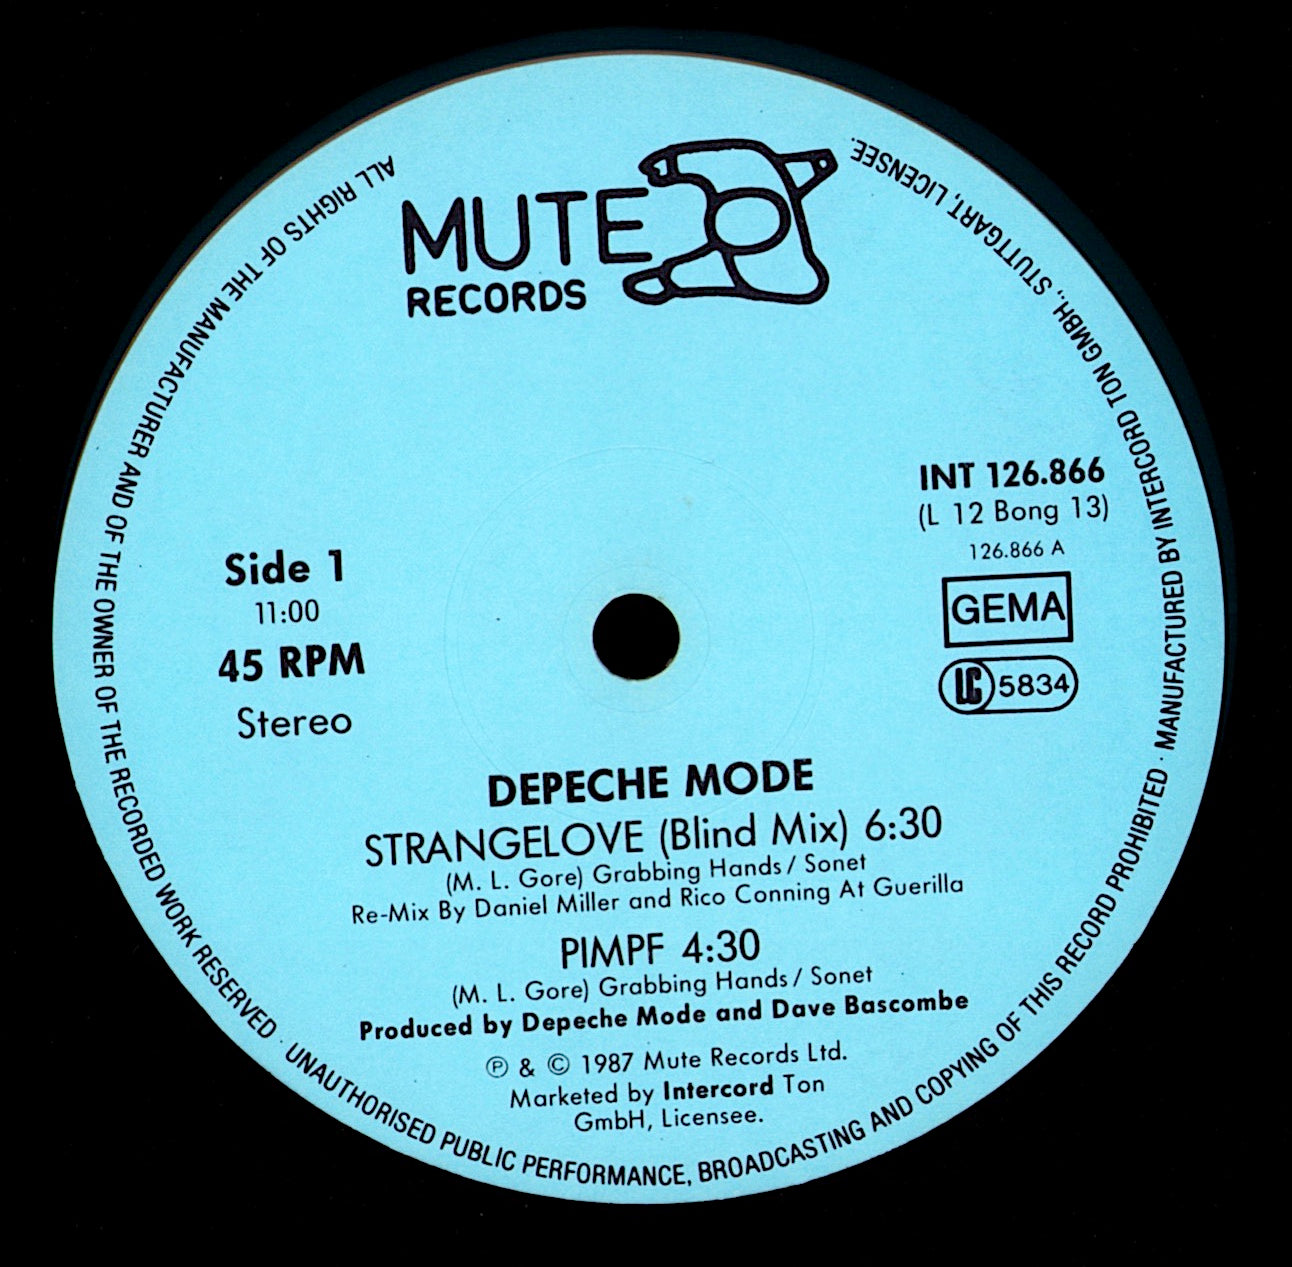 MUTE
RECORDS
INT 126.866
(L 12 Bong 13)
126.866 A
GEMA
LC 5834
Side 1
11:00
45 RPM
Stereo
DEPECHE MODE
STRANGELOVE (Blind Mix) 6:30
(M. L. Gore) Grabbing Hands / Sonet
Re-Mix By Daniel Miller and Rico Conning At Guerilla
PIMPF 4:30
(M. L. Gore) Grabbing Hands / Sonet
Produced by Depeche Mode and Dave Bascombe
℗ & © 1987 Mute Records Ltd.
Marketed by Intercord Ton
GmbH, Licensee.
ALL RIGHTS OF THE MANUFACTURER AND OF THE OWNER OF THE RECORDED WORK RESERVED · UNAUTHORISED PUBLIC PERFORMANCE, BROADCASTING AND COPYING OF THIS RECORD PROHIBITED · MANUFACTURED BY INTERCORD TON GMBH., STUTTGART, LICENSEE.